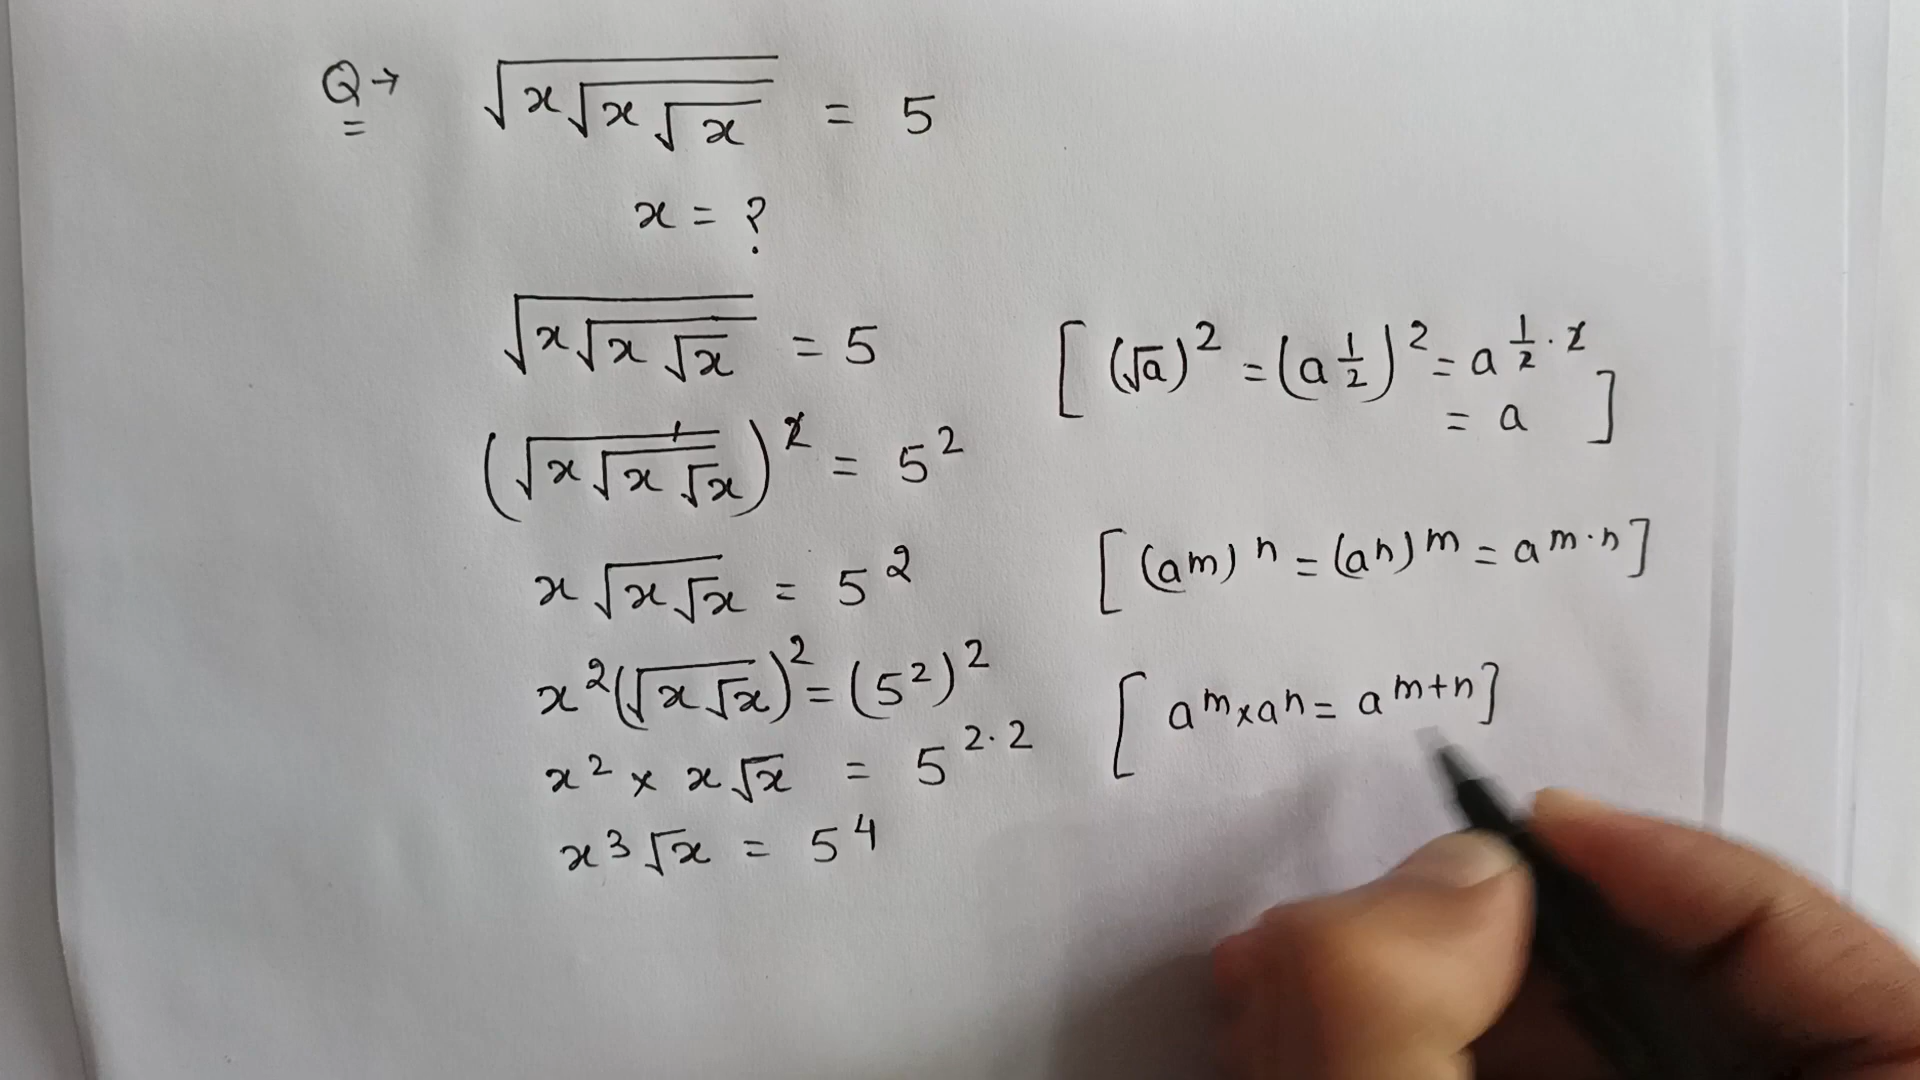 Q → √(x√(x√x)) = 5
x = ?
√(x√(x√x)) = 5
(√(x√(x√x)))² = 5²
x√(x√x) = 5²
x²(√(x√x))² = (5²)²
x² × x√x = 5^(2·2)
x³√x = 5⁴
[(√a)² = (a^(1/2))² = a^(1/2·2)
= a]
[(a^m)^n = (a^n)^m = a^(m·n)]
[a^m × a^n = a^(m+n)]